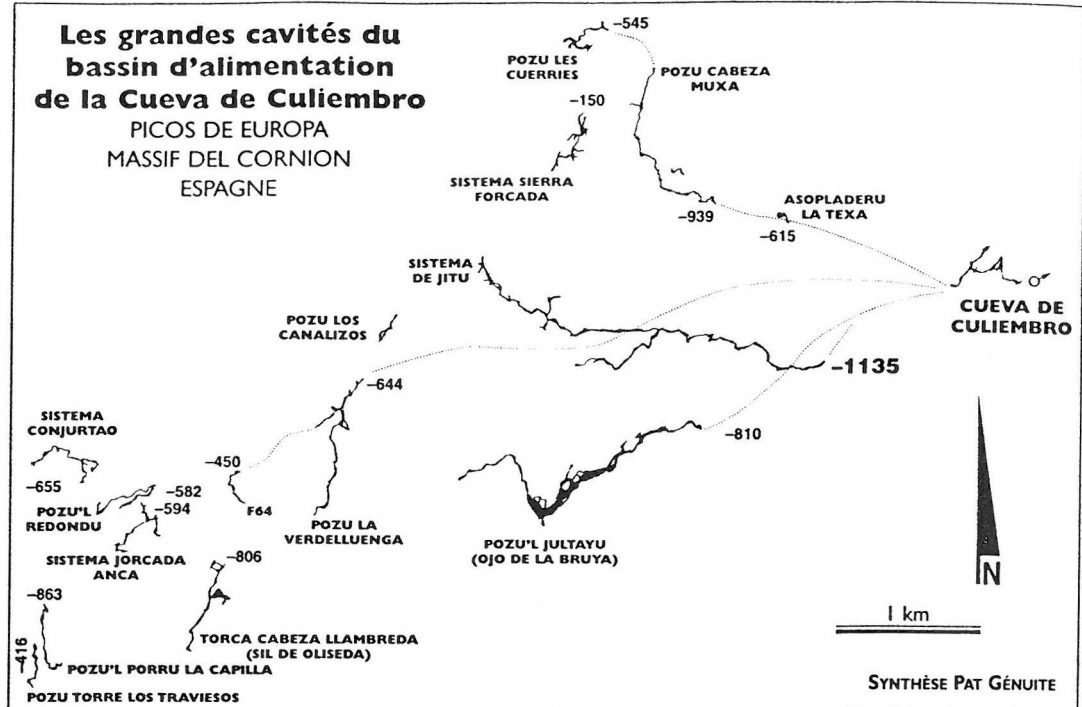 Les grandes cavités du
bassin d'alimentation
de la Cueva de Culiembro
PICOS DE EUROPA
MASSIF DEL CORNION
ESPAGNE
–545
POZU LES
CUERRIES
POZU CABEZA
MUXA
–150
SISTEMA SIERRA
FORCADA
–939
ASOPLADERU
LA TEXA
–615
SISTEMA
DE JITU
CUEVA DE
CULIEMBRO
POZU LOS
CANALIZOS
–1135
–644
SISTEMA
CONJURTAO
–810
–450
–655
–582
POZU'L
REDONDU
–594
F64
POZU LA
VERDELLUENGA
POZU'L JULTAYU
(OJO DE LA BRUYA)
SISTEMA JORCADA
ANCA
–806
N
–863
1 km
–416
TORCA CABEZA LLAMBREDA
(SIL DE OLISEDA)
POZU'L PORRU LA CAPILLA
POZU TORRE LOS TRAVIESOS
SYNTHÈSE PAT GÉNUITE